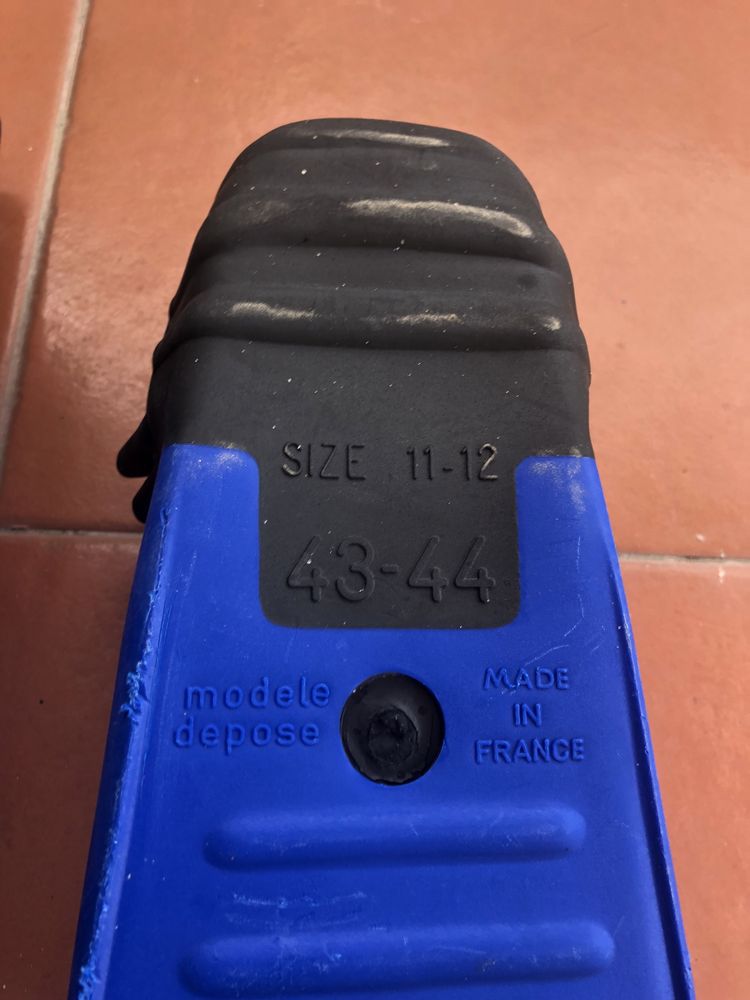 SIZE 11-12
43-44
modele
depose
MADE
IN
FRANCE